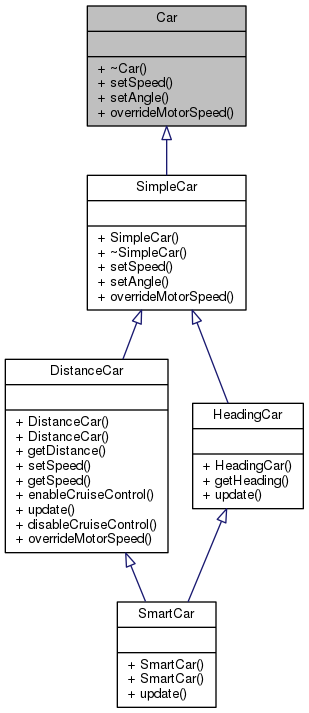 Car
+ ~Car()
+ setSpeed()
+ setAngle()
+ overrideMotorSpeed()
SimpleCar
+ SimpleCar()
+ ~SimpleCar()
+ setSpeed()
+ setAngle()
+ overrideMotorSpeed()
DistanceCar
+ DistanceCar()
+ DistanceCar()
+ getDistance()
+ setSpeed()
+ getSpeed()
+ enableCruiseControl()
+ update()
+ disableCruiseControl()
+ overrideMotorSpeed()
HeadingCar
+ HeadingCar()
+ getHeading()
+ update()
SmartCar
+ SmartCar()
+ SmartCar()
+ update()